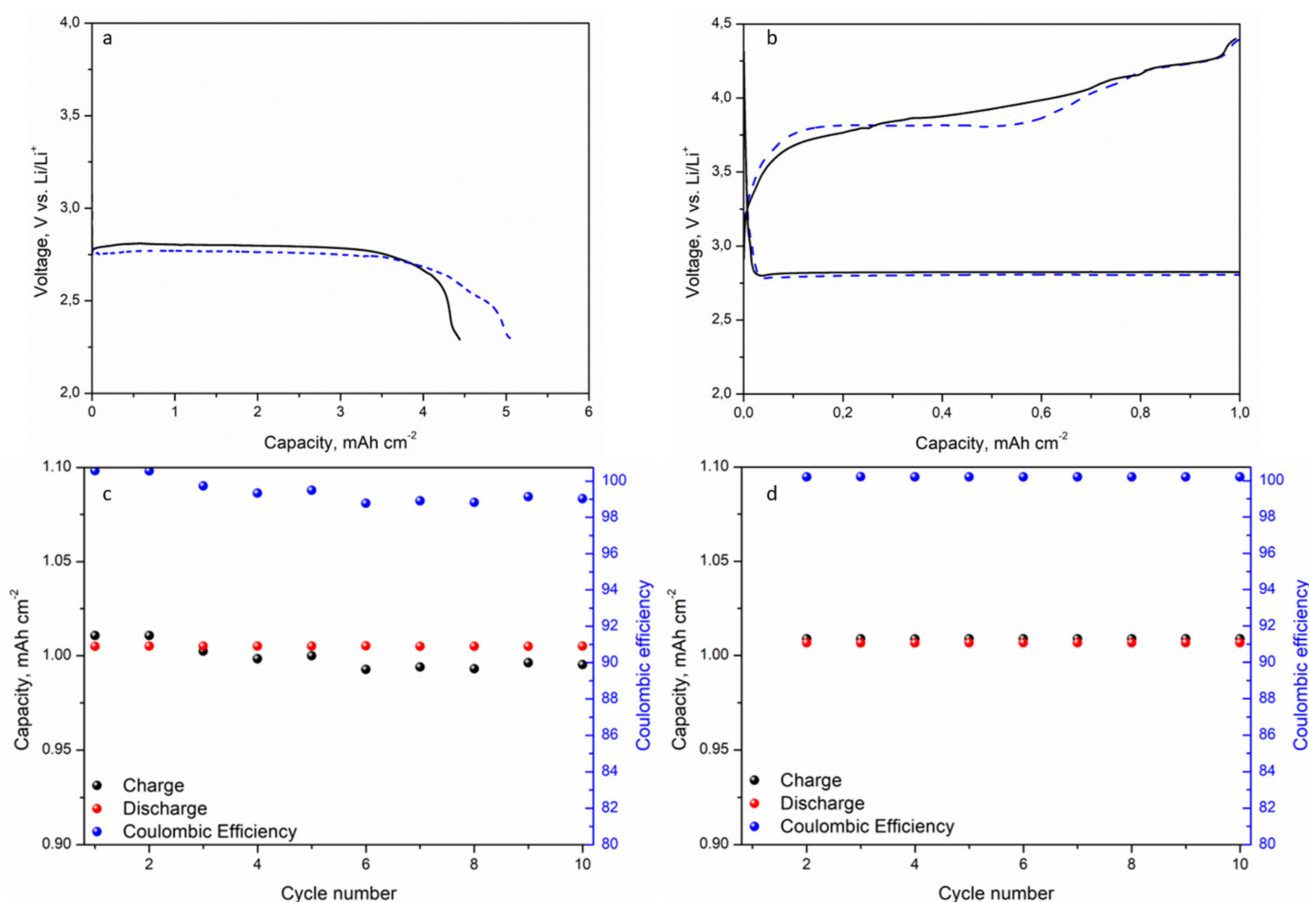 a
4,0
3,5
3,0
2,5
2,0
Voltage, V vs. Li/Li⁺
0 1 2 3 4 5 6
Capacity, mAh cm⁻²
b
4,5
4,0
3,5
3,0
2,5
2,0
Voltage, V vs. Li/Li⁺
0,0 0,2 0,4 0,6 0,8 1,0
Capacity, mAh cm⁻²
c
1.10
1.05
1.00
0.95
0.90
Capacity, mAh cm⁻²
100
98
96
94
92
91
90
88
86
84
82
80
Coulombic efficiency
Charge
Discharge
Coulombic Efficiency
2 4 6 8 10
Cycle number
d
1.10
1.05
1.00
0.95
0.90
Capacity, mAh cm⁻²
100
98
96
94
92
91
90
88
86
84
82
80
Coulombic efficiency
Charge
Discharge
Coulombic Efficiency
2 4 6 8 10
Cycle number